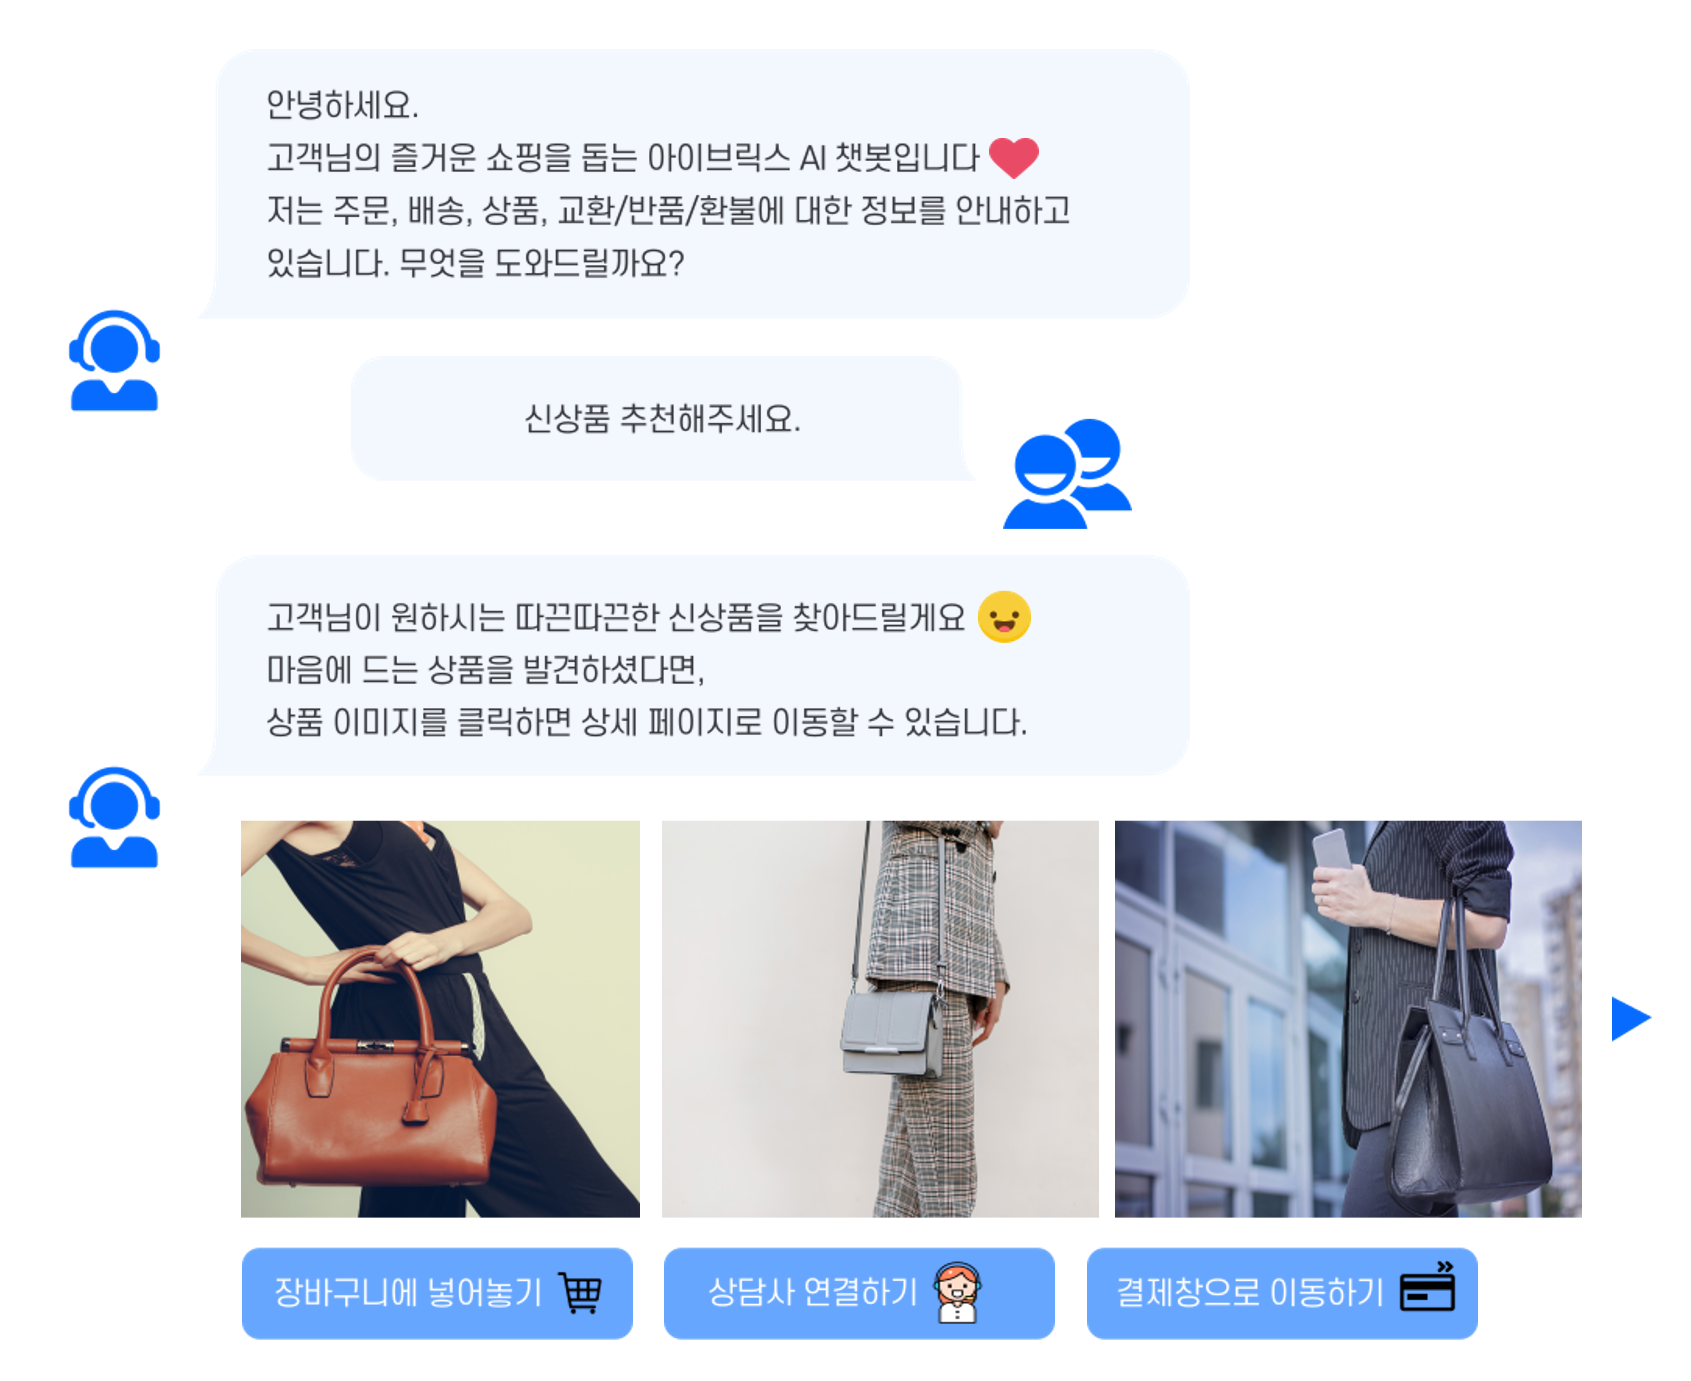 안녕하세요.
고객님의 즐거운 쇼핑을 돕는 아이브릭스 AI 챗봇입니다
저는 주문, 배송, 상품, 교환/반품/환불에 대한 정보를 안내하고
있습니다. 무엇을 도와드릴까요?
신상품 추천해주세요.
고객님이 원하시는 따끈따끈한 신상품을 찾아드릴게요
마음에 드는 상품을 발견하셨다면,
상품 이미지를 클릭하면 상세 페이지로 이동할 수 있습니다.
장바구니에 넣어놓기
상담사 연결하기
결제창으로 이동하기